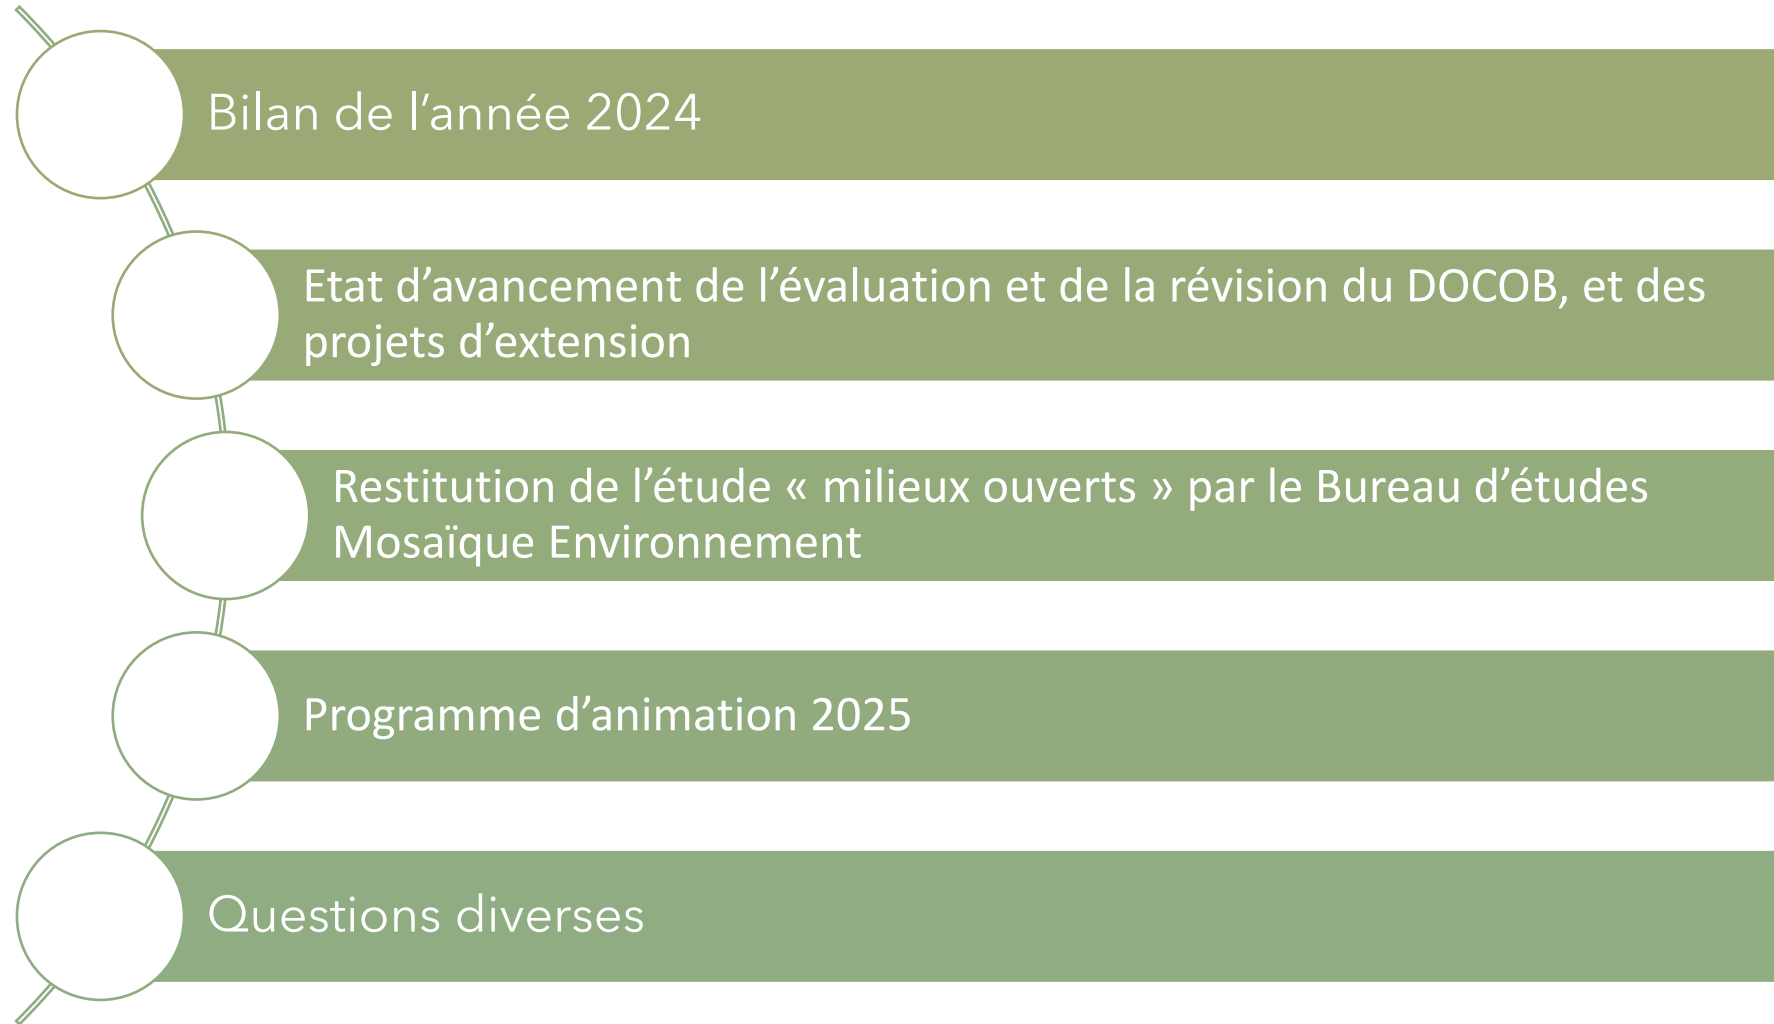 Bilan de l’année 2024
Etat d’avancement de l’évaluation et de la révision du DOCOB, et des
projets d’extension
Restitution de l’étude « milieux ouverts » par le Bureau d’études
Mosaïque Environnement
Programme d’animation 2025
Questions diverses